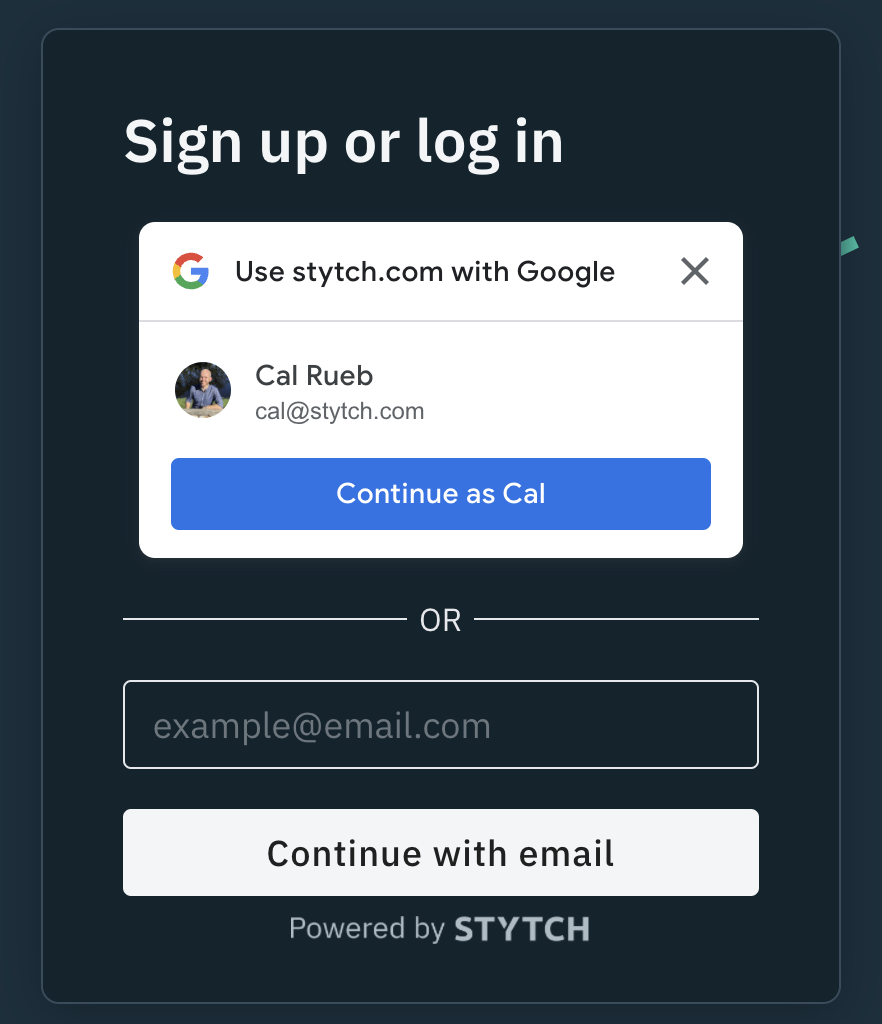 Sign up or log in
Use stytch.com with Google
Cal Rueb
cal@stytch.com
Continue as Cal
OR
example@email.com
Continue with email
Powered by STYTCH